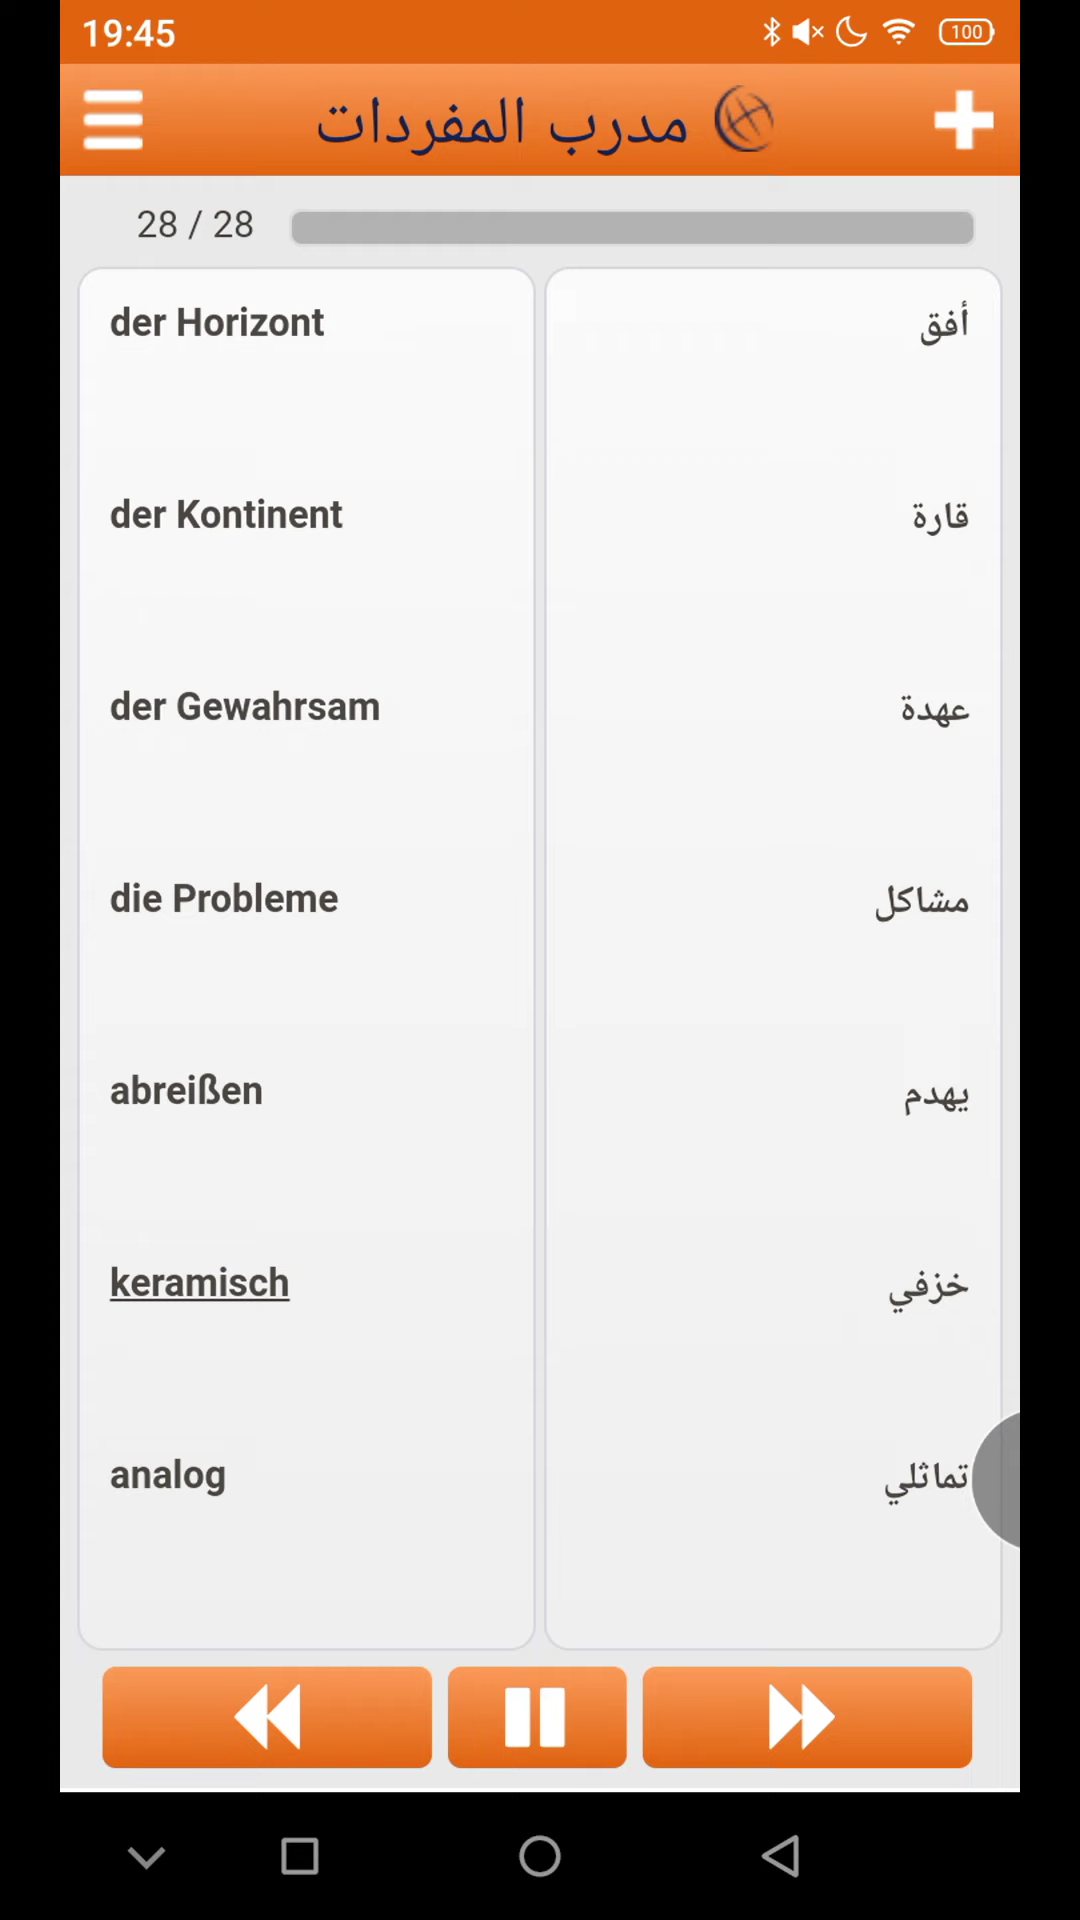 19:45
100
مدرب المفردات
28 / 28
der Horizont
أفق
der Kontinent
قارة
der Gewahrsam
عهدة
die Probleme
مشاكل
abreißen
يهدم
keramisch
خزفي
analog
تماثلي